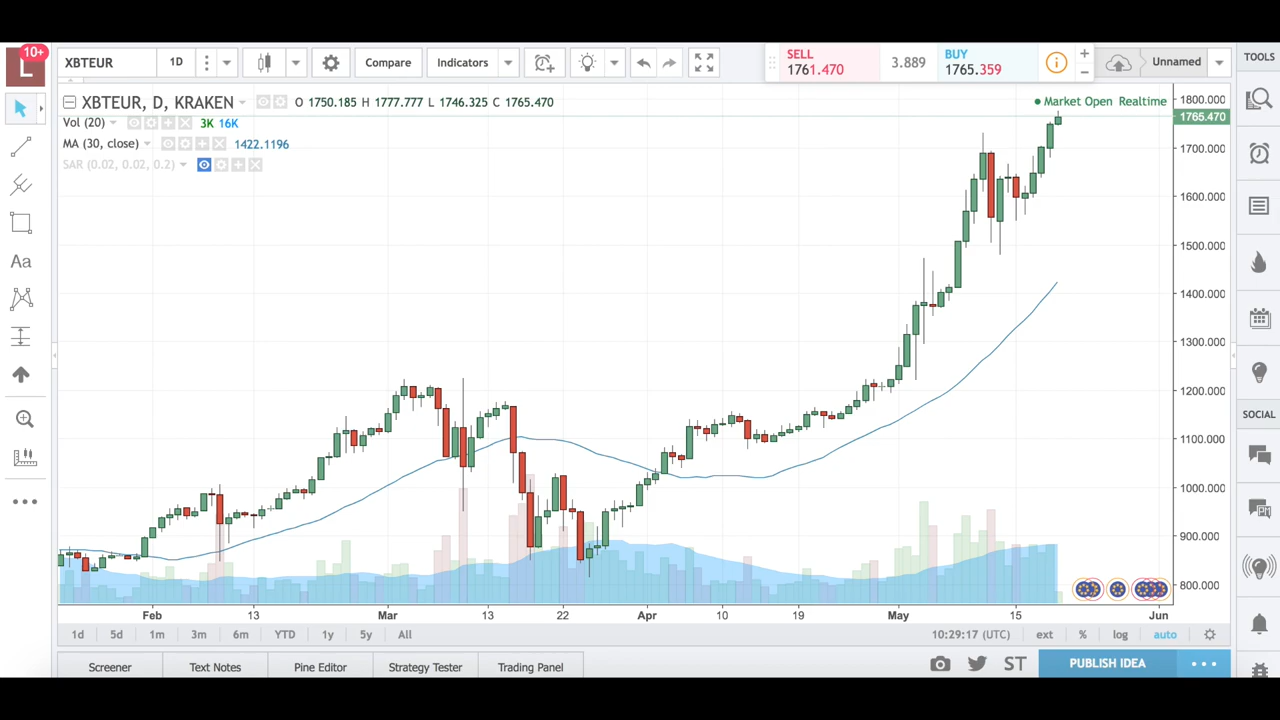 10+
L
XBTEUR
1D
Compare
Indicators
SELL
1761.470
3.889
BUY
1765.359
Unnamed
TOOLS
XBTEUR, D, KRAKEN
O 1750.185 H 1777.777 L 1746.325 C 1765.470
Market Open Realtime
Vol (20)
3K 16K
MA (30, close)
1422.1196
SAR (0.02, 0.02, 0.2)
Aa
1800.000
1765.470
1700.000
1600.000
1500.000
1400.000
1300.000
1200.000
1100.000
1000.000
900.000
800.000
SOCIAL
Feb 13 Mar 13 22 Apr 10 19 May 15 Jun
1d 5d 1m 3m 6m YTD 1y 5y All
10:29:17 (UTC) ext % log auto
Screener Text Notes Pine Editor Strategy Tester Trading Panel
ST
PUBLISH IDEA